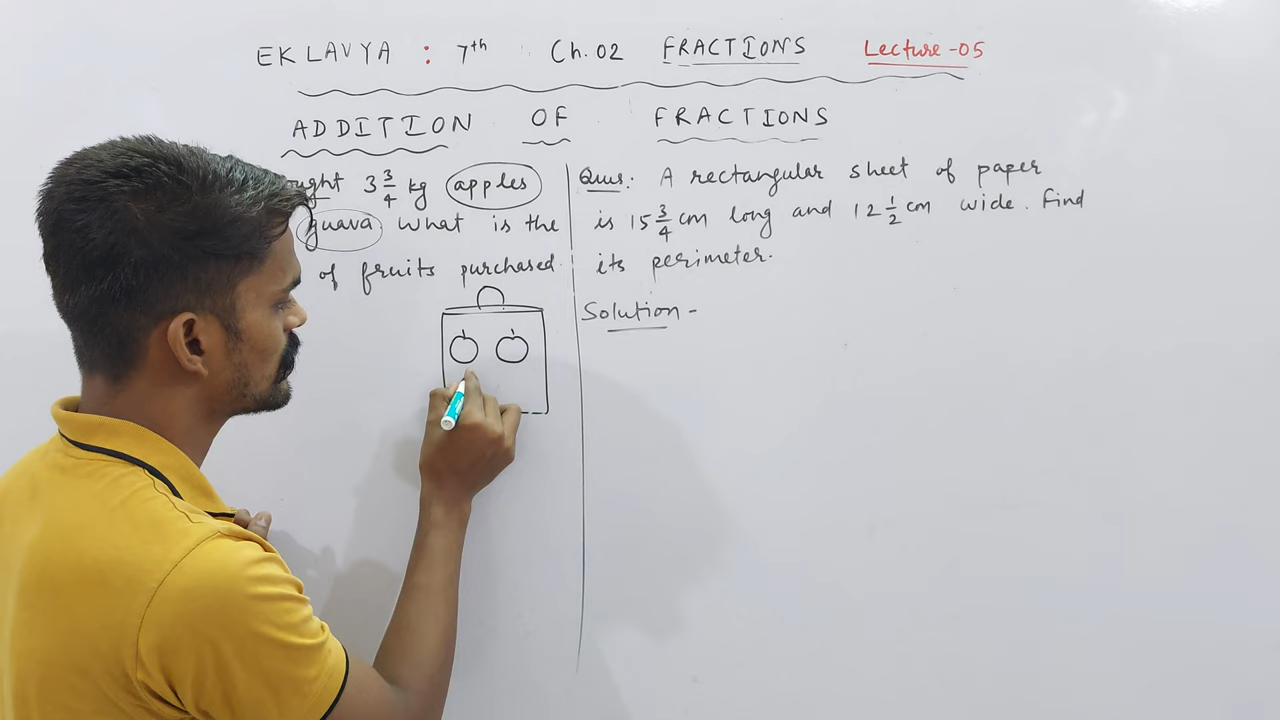 EKLAVYA : 7th Ch.02 FRACTIONS Lecture-05
ADDITION OF FRACTIONS
3 3/4 kg apples
guava. What is the
of fruits purchased.
Ques: A rectangular sheet of paper
is 15 3/4 cm long and 12 1/2 cm wide. Find
its perimeter.
Solution -